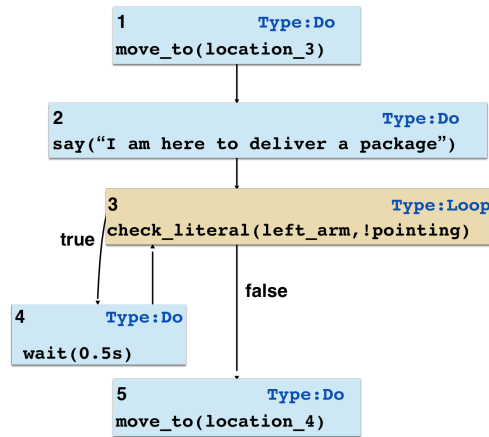 1 Type:Do
move_to(location_3)
2 Type:Do
say(“I am here to deliver a package”)
3 Type:Loop
check_literal(left_arm,!pointing)
true
false
4 Type:Do
wait(0.5s)
5 Type:Do
move_to(location_4)